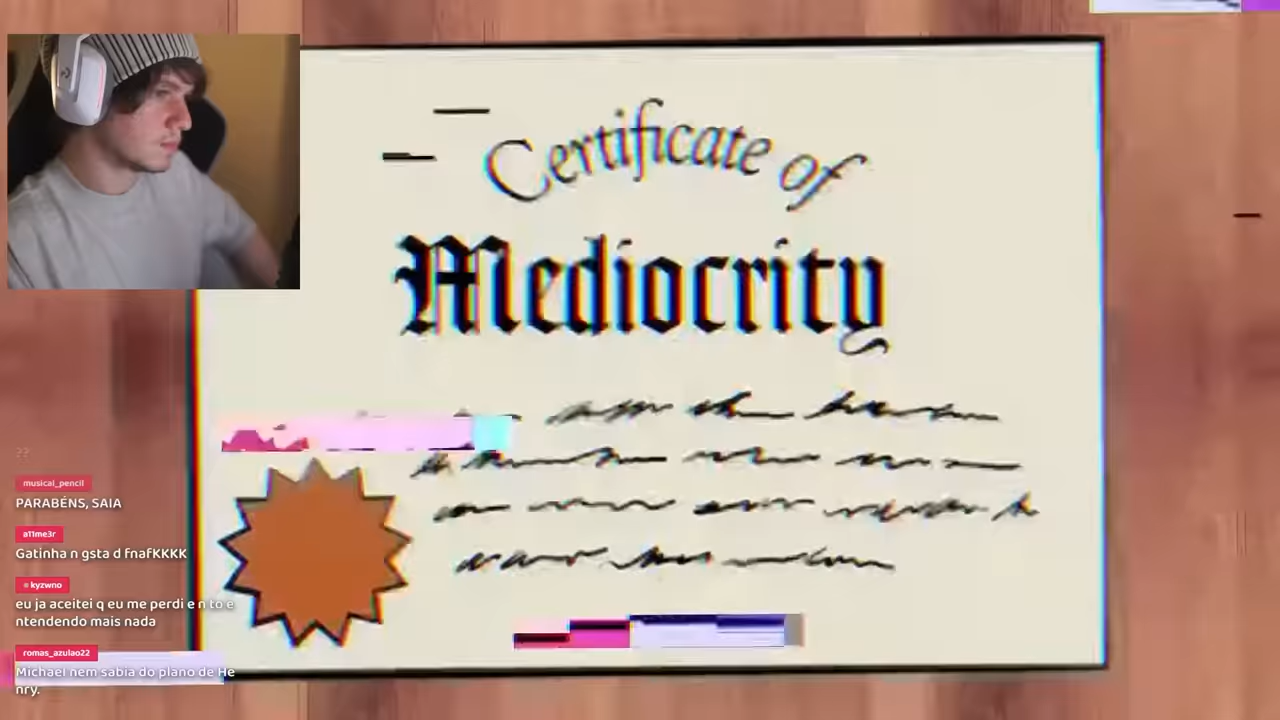 Certificate of
Mediocrity
??
musical_pencil
PARABÉNS, SAIA
a11me3r
Gatinha n gsta d fnafKKKK
kyzwno
eu ja aceitei q eu me perdi e n to e
ntendendo mais nada
romas_azulao22
Michael nem sabia do plano de He
nry.